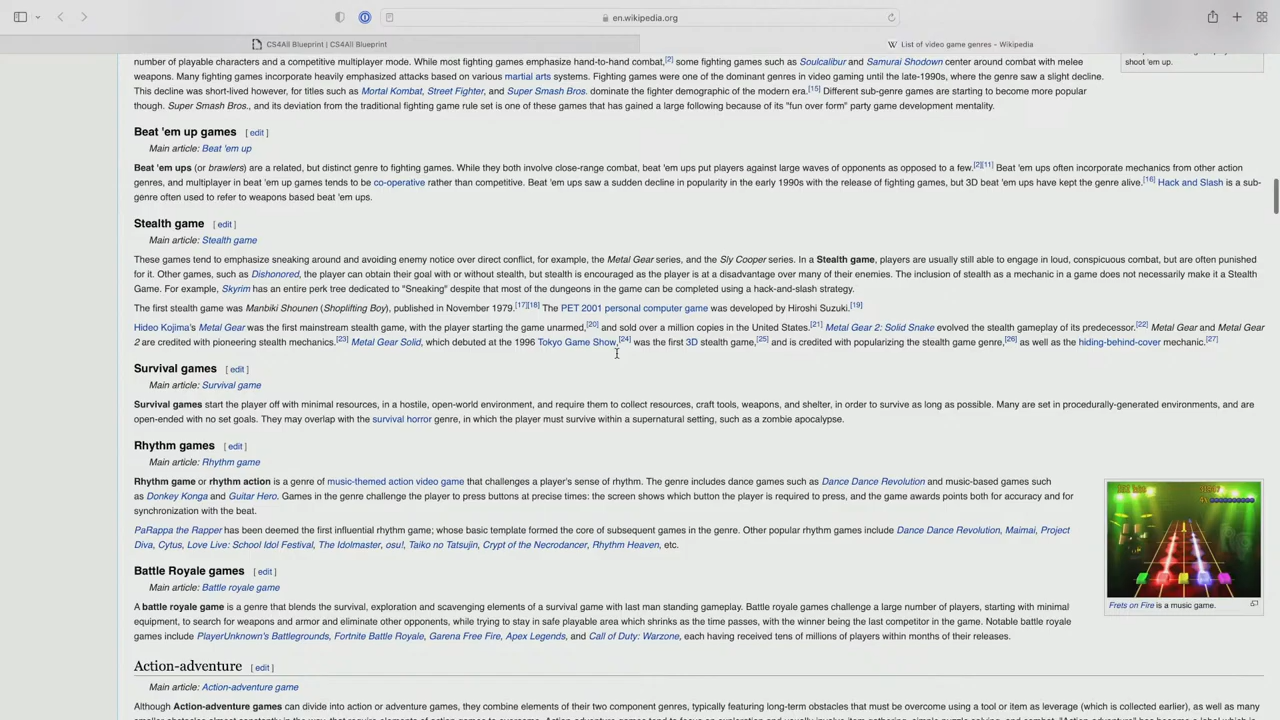 en.wikipedia.org
CS4All Blueprint | CS4All Blueprint
List of video game genres - Wikipedia
number of playable characters and a competitive multiplayer mode. While most fighting games emphasize hand-to-hand combat,[2] some fighting games such as Soulcalibur and Samurai Shodown center around combat with melee
shoot 'em up.
weapons. Many fighting games incorporate heavily emphasized attacks based on various martial arts systems. Fighting games were one of the dominant genres in video gaming until the late-1990s, where the genre saw a slight decline.
This decline was short-lived however, for titles such as Mortal Kombat, Street Fighter, and Super Smash Bros. dominate the fighter demographic of the modern era.[15] Different sub-genre games are starting to become more popular
though. Super Smash Bros., and its deviation from the traditional fighting game rule set is one of these games that has gained a large following because of its "fun over form" party game development mentality.
Beat 'em up games [ edit ]
Main article: Beat 'em up
Beat 'em ups (or brawlers) are a related, but distinct genre to fighting games. While they both involve close-range combat, beat 'em ups put players against large waves of opponents as opposed to a few.[2][11] Beat 'em ups often incorporate mechanics from other action
genres, and multiplayer in beat 'em up games tends to be co-operative rather than competitive. Beat 'em ups saw a sudden decline in popularity in the early 1990s with the release of fighting games, but 3D beat 'em ups have kept the genre alive.[16] Hack and Slash is a sub-
genre often used to refer to weapons based beat 'em ups.
Stealth game [ edit ]
Main article: Stealth game
These games tend to emphasize sneaking around and avoiding enemy notice over direct conflict, for example, the Metal Gear series, and the Sly Cooper series. In a Stealth game, players are usually still able to engage in loud, conspicuous combat, but are often punished
for it. Other games, such as Dishonored, the player can obtain their goal with or without stealth, but stealth is encouraged as the player is at a disadvantage over many of their enemies. The inclusion of stealth as a mechanic in a game does not necessarily make it a Stealth
Game. For example, Skyrim has an entire perk tree dedicated to "Sneaking" despite that most of the dungeons in the game can be completed using a hack-and-slash strategy.
The first stealth game was Manbiki Shounen (Shoplifting Boy), published in November 1979.[17][18] The PET 2001 personal computer game was developed by Hiroshi Suzuki.[19]
Hideo Kojima's Metal Gear was the first mainstream stealth game, with the player starting the game unarmed,[20] and sold over a million copies in the United States.[21] Metal Gear 2: Solid Snake evolved the stealth gameplay of its predecessor.[22] Metal Gear and Metal Gear
2 are credited with pioneering stealth mechanics.[23] Metal Gear Solid, which debuted at the 1996 Tokyo Game Show,[24] was the first 3D stealth game,[25] and is credited with popularizing the stealth game genre,[26] as well as the hiding-behind-cover mechanic.[27]
Survival games [ edit ]
Main article: Survival game
Survival games start the player off with minimal resources, in a hostile, open-world environment, and require them to collect resources, craft tools, weapons, and shelter, in order to survive as long as possible. Many are set in procedurally-generated environments, and are
open-ended with no set goals. They may overlap with the survival horror genre, in which the player must survive within a supernatural setting, such as a zombie apocalypse.
Rhythm games [ edit ]
Main article: Rhythm game
Rhythm game or rhythm action is a genre of music-themed action video game that challenges a player's sense of rhythm. The genre includes dance games such as Dance Dance Revolution and music-based games such
as Donkey Konga and Guitar Hero. Games in the genre challenge the player to press buttons at precise times: the screen shows which button the player is required to press, and the game awards points both for accuracy and for
synchronization with the beat.
PaRappa the Rapper has been deemed the first influential rhythm game; whose basic template formed the core of subsequent games in the genre. Other popular rhythm games include Dance Dance Revolution, Maimai, Project
Diva, Cytus, Love Live: School Idol Festival, The Idolmaster, osu!, Taiko no Tatsujin, Crypt of the Necrodancer, Rhythm Heaven, etc.
Frets on Fire is a music game.
Battle Royale games [ edit ]
Main article: Battle royale game
A battle royale game is a genre that blends the survival, exploration and scavenging elements of a survival game with last man standing gameplay. Battle royale games challenge a large number of players, starting with minimal
equipment, to search for weapons and armor and eliminate other opponents, while trying to stay in safe playable area which shrinks as the time passes, with the winner being the last competitor in the game. Notable battle royale
games include PlayerUnknown's Battlegrounds, Fortnite Battle Royale, Garena Free Fire, Apex Legends, and Call of Duty: Warzone, each having received tens of millions of players within months of their releases.
Action-adventure [ edit ]
Main article: Action-adventure game
Although Action-adventure games can divide into action or adventure games, they combine elements of their two component genres, typically featuring long-term obstacles that must be overcome using a tool or item as leverage (which is collected earlier), as well as many